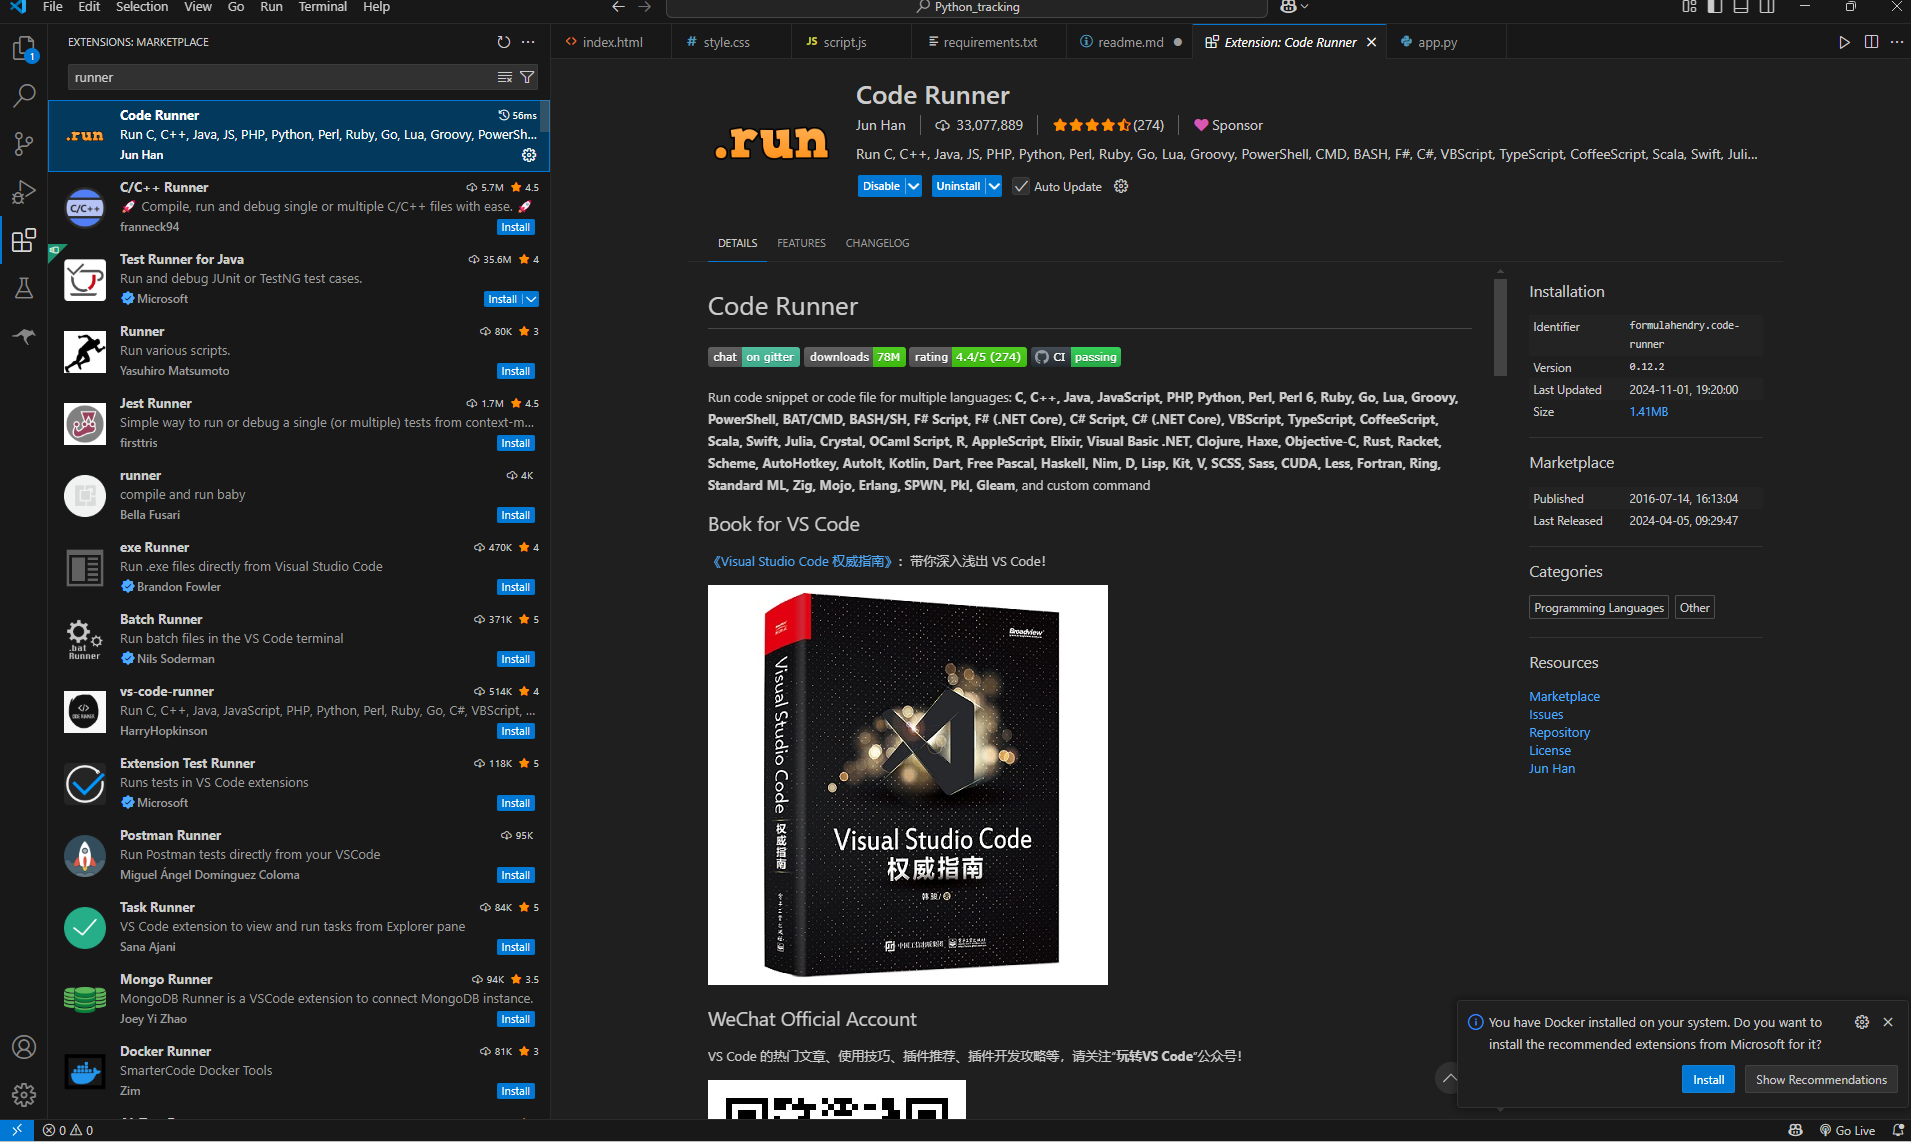 File Edit Selection View Go Run Terminal Help
Python_tracking
EXTENSIONS: MARKETPLACE
runner
Code Runner
56ms
Run C, C++, Java, JS, PHP, Python, Perl, Ruby, Go, Lua, Groovy, PowerSh...
Jun Han
C/C++ Runner
5.7M 4.5
🚀 Compile, run and debug single or multiple C/C++ files with ease. 🚀
franneck94
Install
Test Runner for Java
35.6M 4
Run and debug JUnit or TestNG test cases.
Microsoft
Install
Runner
80K 3
Run various scripts.
Yasuhiro Matsumoto
Install
Jest Runner
1.7M 4.5
Simple way to run or debug a single (or multiple) tests from context-m...
firsttris
Install
runner
4K
compile and run baby
Bella Fusari
Install
exe Runner
470K 4
Run .exe files directly from Visual Studio Code
Brandon Fowler
Install
Batch Runner
371K 5
Run batch files in the VS Code terminal
Nils Soderman
Install
vs-code-runner
514K 4
Run C, C++, Java, JavaScript, PHP, Python, Perl, Ruby, Go, C#, VBScript, ...
HarryHopkinson
Install
Extension Test Runner
118K 5
Runs tests in VS Code extensions
Microsoft
Install
Postman Runner
95K
Run Postman tests directly from your VSCode
Miguel Ángel Domínguez Coloma
Install
Task Runner
84K 5
VS Code extension to view and run tasks from Explorer pane
Sana Ajani
Install
Mongo Runner
94K 3.5
MongoDB Runner is a VSCode extension to connect MongoDB instance.
Joey Yi Zhao
Install
Docker Runner
81K 3
SmarterCode Docker Tools
Zim
Install
.run
C/C++
.bat
Runner
index.html
# style.css
JS script.js
requirements.txt
readme.md
Extension: Code Runner
app.py
.run
Code Runner
Jun Han 33,077,889 (274) Sponsor
Run C, C++, Java, JS, PHP, Python, Perl, Ruby, Go, Lua, Groovy, PowerShell, CMD, BASH, F#, C#, VBScript, TypeScript, CoffeeScript, Scala, Swift, Juli...
Disable Uninstall Auto Update
DETAILS FEATURES CHANGELOG
Code Runner
chat on gitter downloads 78M rating 4.4/5 (274) CI passing
Run code snippet or code file for multiple languages: C, C++, Java, JavaScript, PHP, Python, Perl, Perl 6, Ruby, Go, Lua, Groovy,
PowerShell, BAT/CMD, BASH/SH, F# Script, F# (.NET Core), C# Script, C# (.NET Core), VBScript, TypeScript, CoffeeScript,
Scala, Swift, Julia, Crystal, OCaml Script, R, AppleScript, Elixir, Visual Basic .NET, Clojure, Haxe, Objective-C, Rust, Racket,
Scheme, AutoHotkey, AutoIt, Kotlin, Dart, Free Pascal, Haskell, Nim, D, Lisp, Kit, V, SCSS, Sass, CUDA, Less, Fortran, Ring,
Standard ML, Zig, Mojo, Erlang, SPWN, Pkl, Gleam, and custom command
Book for VS Code
《Visual Studio Code 权威指南》：带你深入浅出 VS Code！
Broadview
Visual Studio Code 权威指南
Visual Studio Code
权威指南
WeChat Official Account
VS Code 的热门文章、使用技巧、插件推荐、插件开发攻略等，请关注“玩转VS Code”公众号！
Installation
Identifier formulahendry.code-
runner
Version 0.12.2
Last Updated 2024-11-01, 19:20:00
Size 1.41MB
Marketplace
Published 2016-07-14, 16:13:04
Last Released 2024-04-05, 09:29:47
Categories
Programming Languages Other
Resources
Marketplace
Issues
Repository
License
Jun Han
You have Docker installed on your system. Do you want to
install the recommended extensions from Microsoft for it?
Install Show Recommendations
1
0 0
Go Live